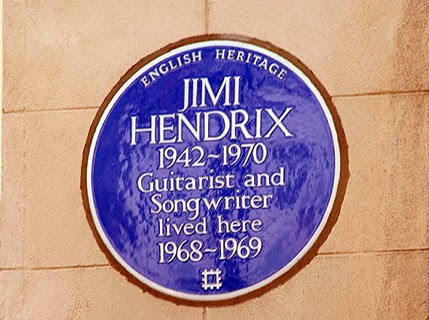 ENGLISH HERITAGE
JIMI
HENDRIX
1942~1970
Guitarist and
Songwriter
lived here
1968~1969